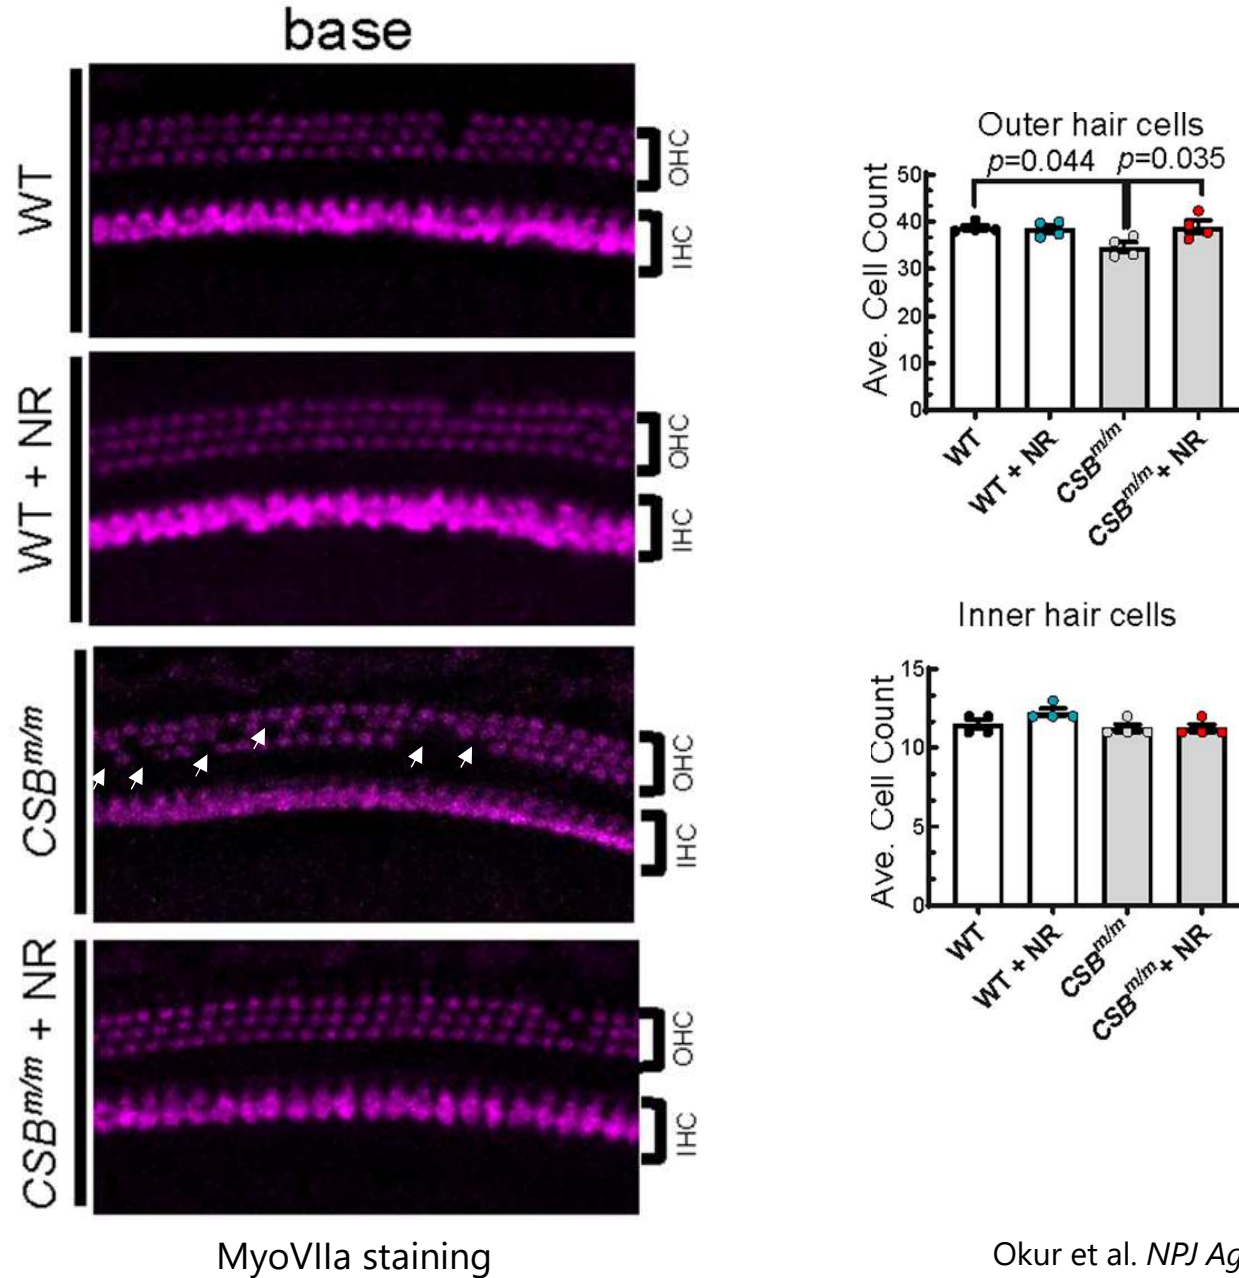 base
WT
OHC
IHC
WT + NR
OHC
IHC
CSBm/m
OHC
IHC
CSBm/m + NR
OHC
IHC
MyoVIIa staining
Outer hair cells
p=0.044 p=0.035
Ave. Cell Count
50
40
30
20
10
0
WT
WT + NR
CSBm/m
CSBm/m + NR
Inner hair cells
Ave. Cell Count
15
10
5
0
WT
WT + NR
CSBm/m
CSBm/m + NR
Okur et al. NPJ Ag